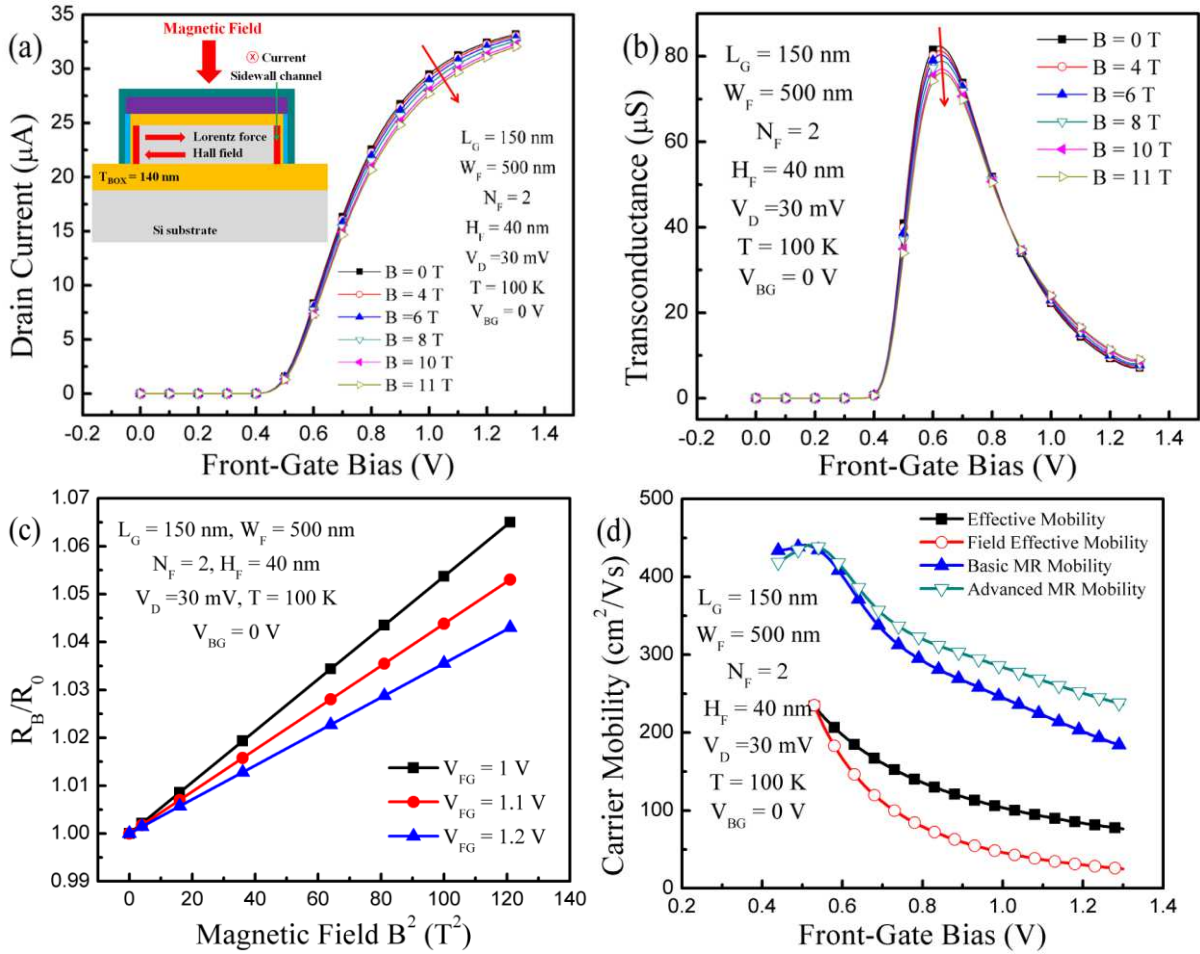 (a)
Magnetic Field
ⓧ Current
Sidewall channel
Lorentz force
Hall field
T_BOX = 140 nm
Si substrate
35
30
25
20
15
10
5
0
Drain Current (μA)
L_G = 150 nm
W_F = 500 nm
N_F = 2
H_F = 40 nm
V_D =30 mV
T = 100 K
V_BG = 0 V
B = 0 T
B = 4 T
B =6 T
B = 8 T
B = 10 T
B = 11 T
-0.2 0.0 0.2 0.4 0.6 0.8 1.0 1.2 1.4
Front-Gate Bias (V)
(b)
80
60
40
20
0
Transconductance (μS)
L_G = 150 nm
W_F = 500 nm
N_F = 2
H_F = 40 nm
V_D =30 mV
T = 100 K
V_BG = 0 V
B = 0 T
B = 4 T
B =6 T
B = 8 T
B = 10 T
B = 11 T
-0.2 0.0 0.2 0.4 0.6 0.8 1.0 1.2 1.4
Front-Gate Bias (V)
(c)
1.07
1.06
1.05
1.04
1.03
1.02
1.01
1.00
0.99
R_B/R_0
L_G = 150 nm, W_F = 500 nm
N_F = 2, H_F = 40 nm
V_D =30 mV, T = 100 K
V_BG = 0 V
V_FG = 1 V
V_FG = 1.1 V
V_FG = 1.2 V
0 20 40 60 80 100 120 140
Magnetic Field B² (T²)
(d)
500
400
300
200
100
0
Carrier Mobility (cm²/Vs)
Effective Mobility
Field Effective Mobility
Basic MR Mobility
Advanced MR Mobility
L_G = 150 nm
W_F = 500 nm
N_F = 2
H_F = 40 nm
V_D =30 mV
T = 100 K
V_BG = 0 V
0.2 0.4 0.6 0.8 1.0 1.2
Front-Gate Bias (V)